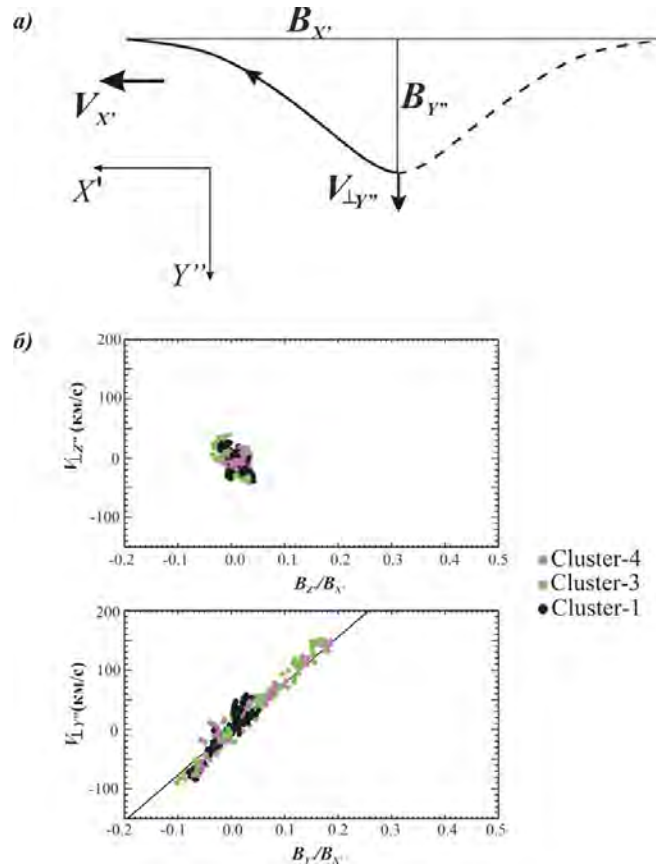 а)
B_X'
V_X'
B_Y"
V_⊥Y"
X'
Y"
б)
200
100
0
-100
V_⊥Z" (км/с)
-0.2 -0.1 0.0 0.1 0.2 0.3 0.4 0.5
B_Z"/B_X'
Cluster-4
Cluster-3
Cluster-1
200
100
0
-100
V_⊥Y" (км/с)
-0.2 -0.1 0.0 0.1 0.2 0.3 0.4 0.5
B_Y"/B_X'